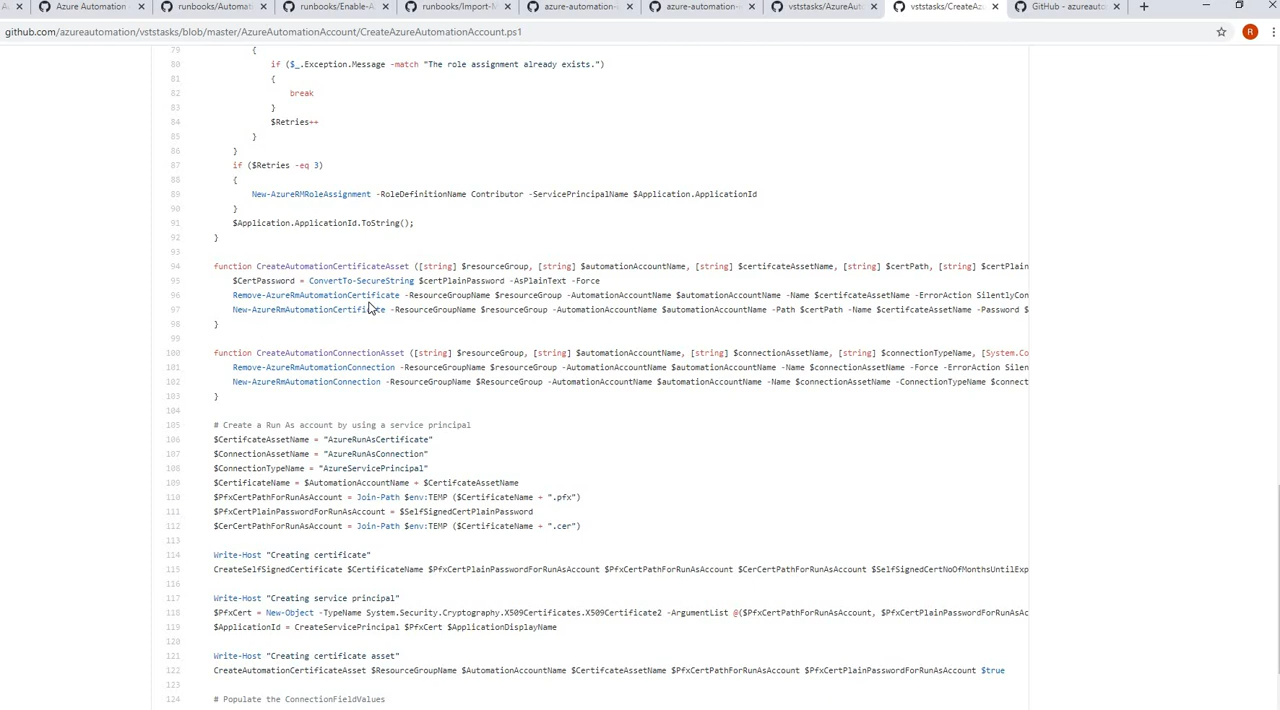 Azure Automation
runbooks/Automat
runbooks/Enable-A
runbooks/Import-M
azure-automation-
azure-automation-
vststasks/AzureAuto
vststasks/CreateAz
GitHub - azureautom
github.com/azureautomation/vststasks/blob/master/AzureAutomationAccount/CreateAzureAutomationAccount.ps1
R
79 {
80 if ($_.Exception.Message -match "The role assignment already exists.")
81 {
82 break
83 }
84 $Retries++
85 }
86 }
87 if ($Retries -eq 3)
88 {
89 New-AzureRMRoleAssignment -RoleDefinitionName Contributor -ServicePrincipalName $Application.ApplicationId
90 }
91 $Application.ApplicationId.ToString();
92 }
93
94 function CreateAutomationCertificateAsset ([string] $resourceGroup, [string] $automationAccountName, [string] $certifcateAssetName, [string] $certPath, [string] $certPlain
95 $CertPassword = ConvertTo-SecureString $certPlainPassword -AsPlainText -Force
96 Remove-AzureRmAutomationCertificate -ResourceGroupName $resourceGroup -AutomationAccountName $automationAccountName -Name $certifcateAssetName -ErrorAction SilentlyCon
97 New-AzureRmAutomationCertificate -ResourceGroupName $resourceGroup -AutomationAccountName $automationAccountName -Path $certPath -Name $certifcateAssetName -Password $
98 }
99
100 function CreateAutomationConnectionAsset ([string] $resourceGroup, [string] $automationAccountName, [string] $connectionAssetName, [string] $connectionTypeName, [System.Co
101 Remove-AzureRmAutomationConnection -ResourceGroupName $resourceGroup -AutomationAccountName $automationAccountName -Name $connectionAssetName -Force -ErrorAction Silen
102 New-AzureRmAutomationConnection -ResourceGroupName $ResourceGroup -AutomationAccountName $automationAccountName -Name $connectionAssetName -ConnectionTypeName $connect
103 }
104
105 # Create a Run As account by using a service principal
106 $CertifcateAssetName = "AzureRunAsCertificate"
107 $ConnectionAssetName = "AzureRunAsConnection"
108 $ConnectionTypeName = "AzureServicePrincipal"
109 $CertificateName = $AutomationAccountName + $CertifcateAssetName
110 $PfxCertPathForRunAsAccount = Join-Path $env:TEMP ($CertificateName + ".pfx")
111 $PfxCertPlainPasswordForRunAsAccount = $SelfSignedCertPlainPassword
112 $CerCertPathForRunAsAccount = Join-Path $env:TEMP ($CertificateName + ".cer")
113
114 Write-Host "Creating certificate"
115 CreateSelfSignedCertificate $CertificateName $PfxCertPlainPasswordForRunAsAccount $PfxCertPathForRunAsAccount $CerCertPathForRunAsAccount $SelfSignedCertNoOfMonthsUntilExp
116
117 Write-Host "Creating service principal"
118 $PfxCert = New-Object -TypeName System.Security.Cryptography.X509Certificates.X509Certificate2 -ArgumentList @($PfxCertPathForRunAsAccount, $PfxCertPlainPasswordForRunAsAc
119 $ApplicationId = CreateServicePrincipal $PfxCert $ApplicationDisplayName
120
121 Write-Host "Creating certificate asset"
122 CreateAutomationCertificateAsset $ResourceGroupName $AutomationAccountName $CertifcateAssetName $PfxCertPathForRunAsAccount $PfxCertPlainPasswordForRunAsAccount $true
123
124 # Populate the ConnectionFieldValues